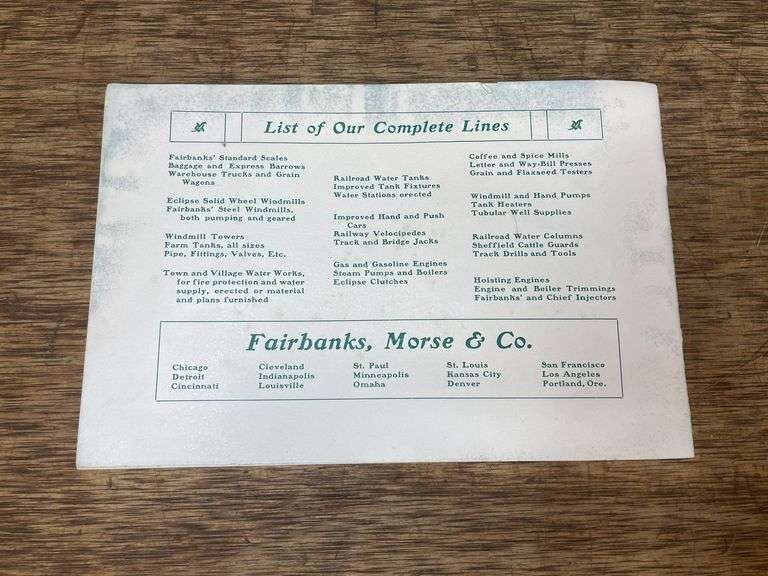 List of Our Complete Lines
Fairbanks' Standard Scales
Baggage and Express Barrows
Warehouse Trucks and Grain
Wagons
Eclipse Solid Wheel Windmills
Fairbanks' Steel Windmills,
both pumping and geared
Windmill Towers
Farm Tanks, all sizes
Pipe, Fittings, Valves, Etc.
Town and Village Water Works,
for fire protection and water
supply, erected or material
and plans furnished
Railroad Water Tanks
Improved Tank Fixtures
Water Stations erected
Improved Hand and Push
Cars
Railway Velocipedes
Track and Bridge Jacks
Gas and Gasoline Engines
Steam Pumps and Boilers
Eclipse Clutches
Coffee and Spice Mills
Letter and Way-Bill Presses
Grain and Flaxseed Testers
Windmill and Hand Pumps
Tank Heaters
Tubular Well Supplies
Railroad Water Columns
Sheffield Cattle Guards
Track Drills and Tools
Hoisting Engines
Engine and Boiler Trimmings
Fairbanks' and Chief Injectors
Fairbanks, Morse & Co.
Chicago
Detroit
Cincinnati
Cleveland
Indianapolis
Louisville
St. Paul
Minneapolis
Omaha
St. Louis
Kansas City
Denver
San Francisco
Los Angeles
Portland, Ore.